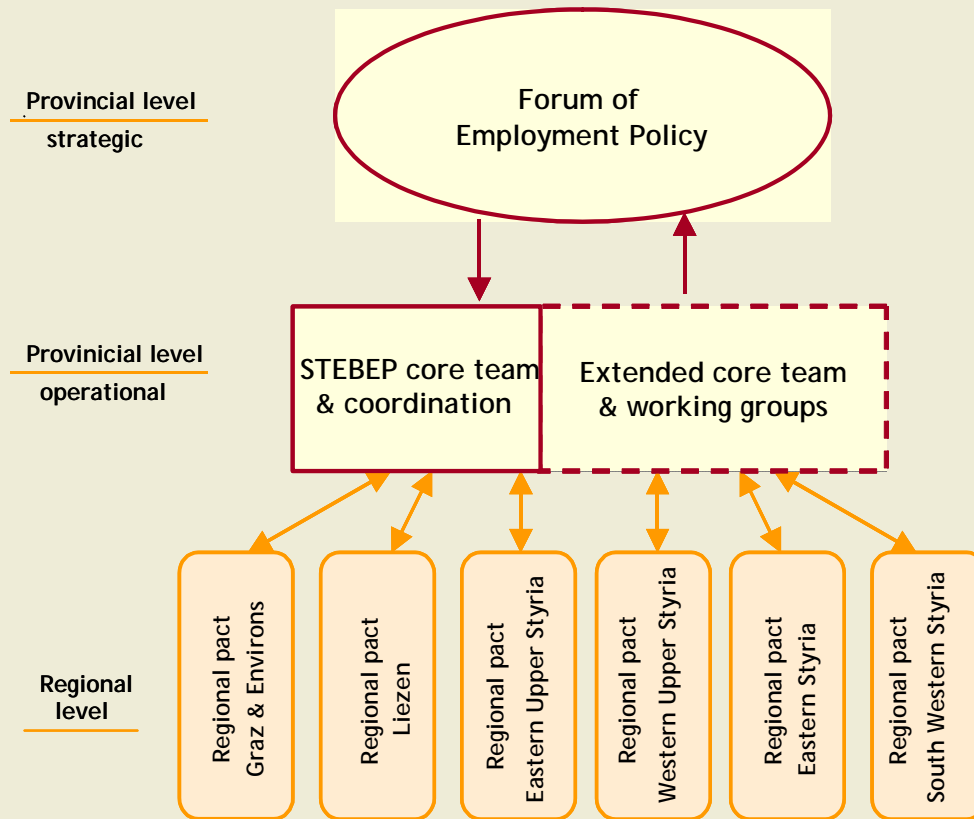 Provincial level
strategic
Forum of
Employment Policy
Provinicial level
operational
STEBEP core team
& coordination
Extended core team
& working groups
Regional
level
Regional pact
Graz & Environs
Regional pact
Liezen
Regional pact
Eastern Upper Styria
Regional pact
Western Upper Styria
Regional pact
Eastern Styria
Regional pact
South Western Styria